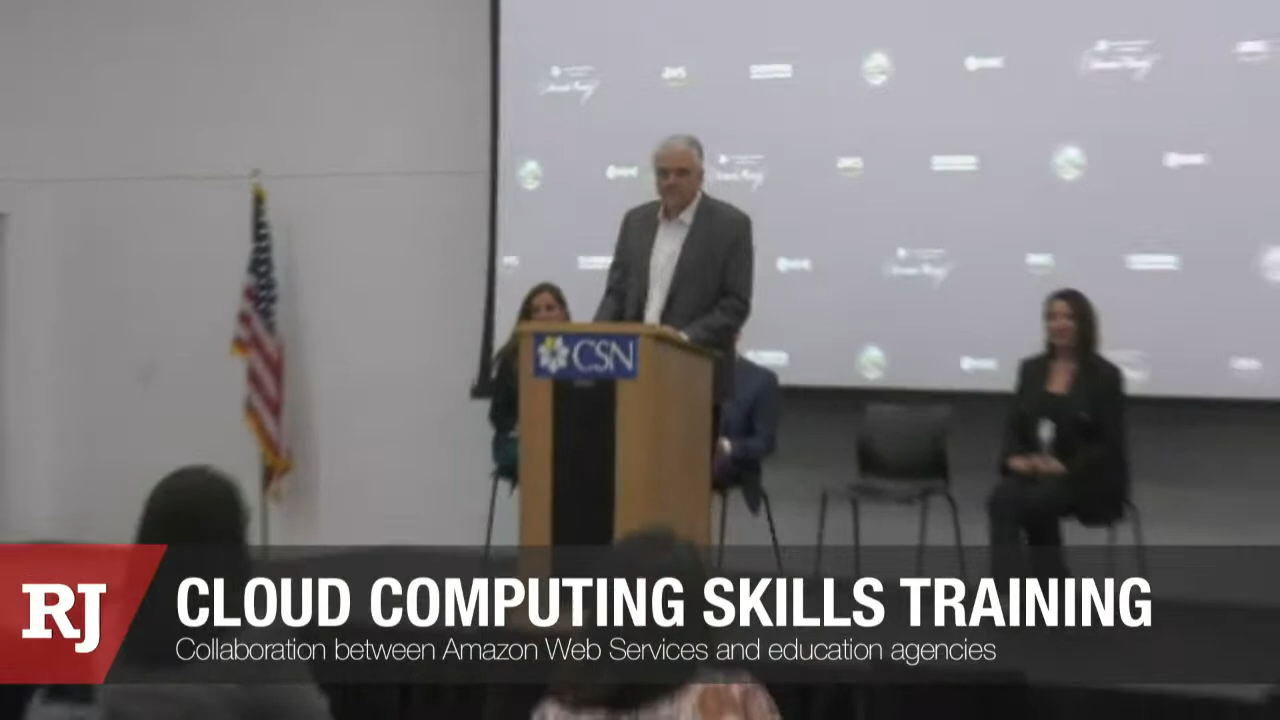 CSN
RJ
CLOUD COMPUTING SKILLS TRAINING
Collaboration between Amazon Web Services and education agencies